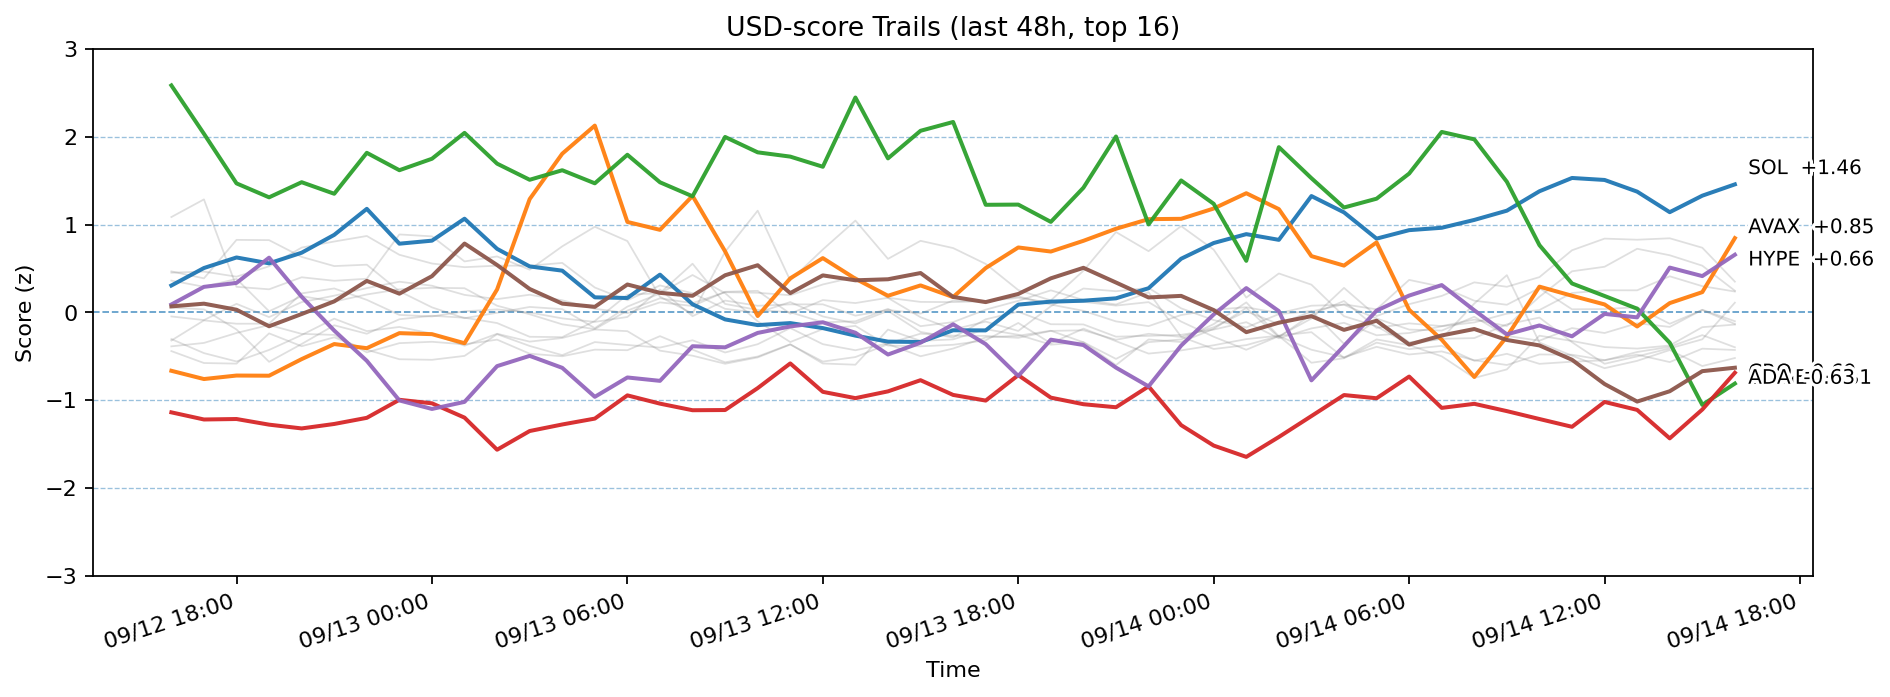 USD-score Trails (last 48h, top 16)
Score (z)
3
2
1
0
−1
−2
−3
SOL +1.46
AVAX +0.85
HYPE +0.66
ADA
09/12 18:00
09/13 00:00
09/13 06:00
09/13 12:00
09/13 18:00
09/14 00:00
09/14 06:00
09/14 12:00
09/14 18:00
Time